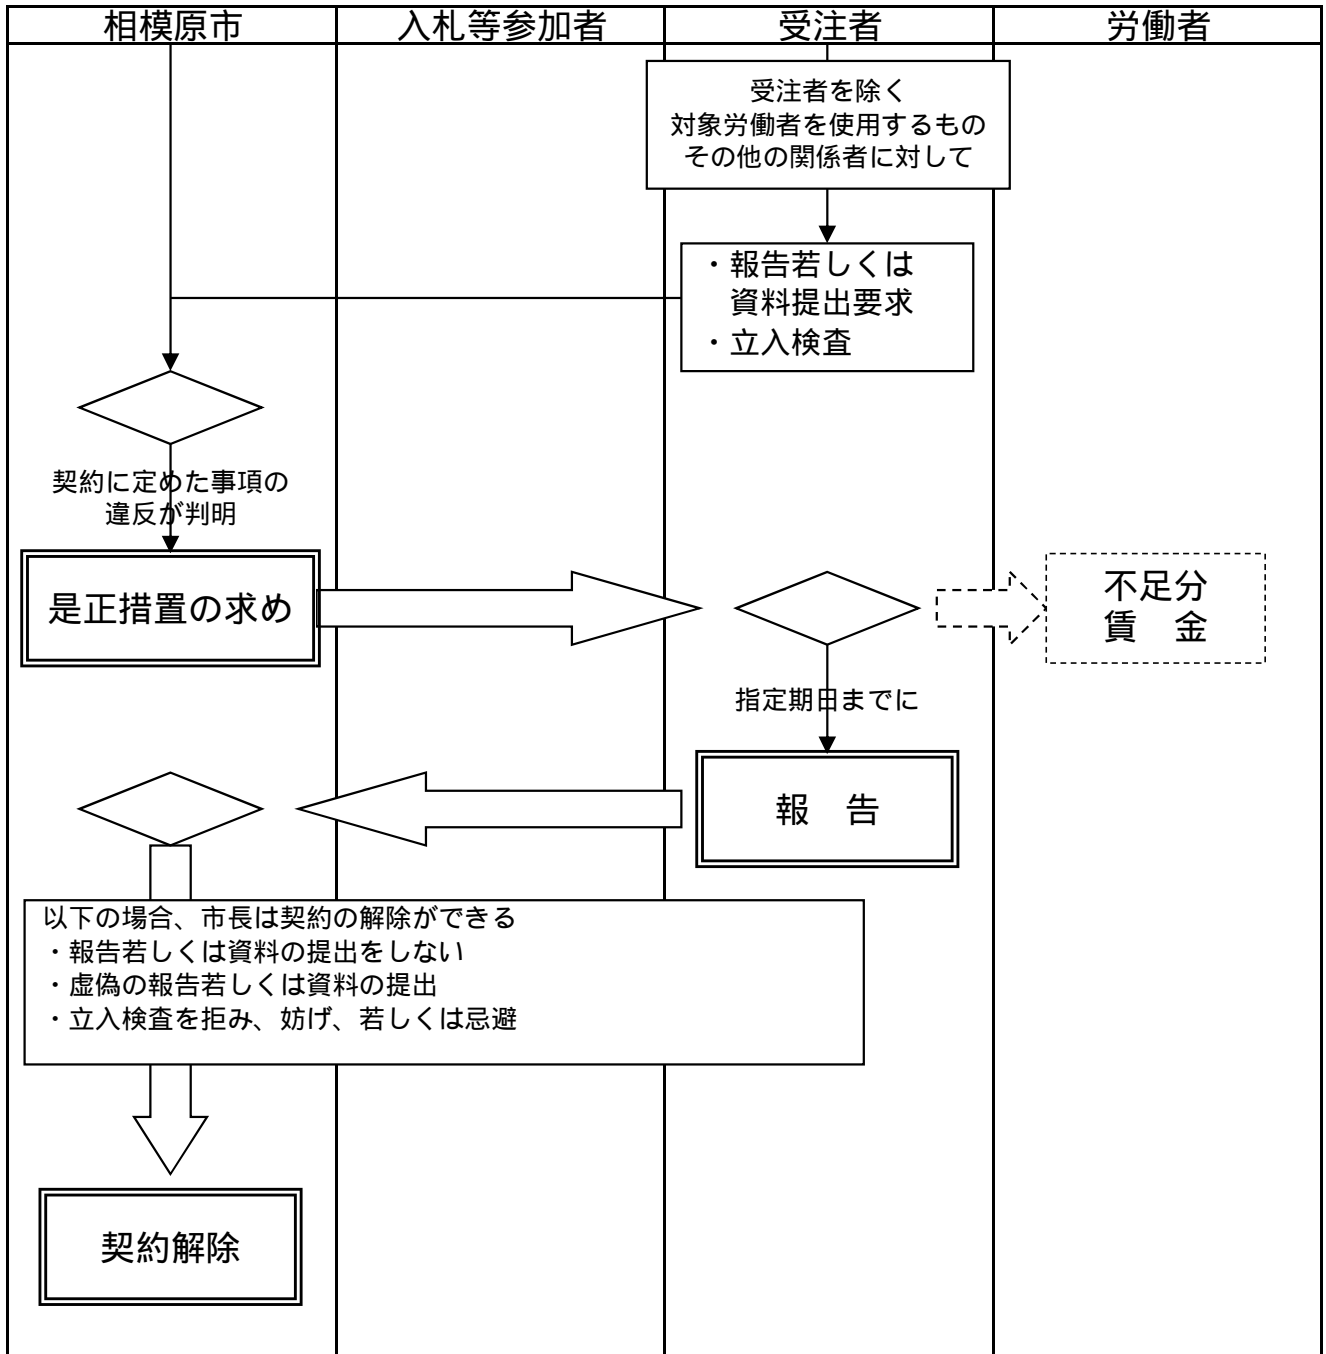 相模原市
入札等参加者
受注者
労働者
受注者を除く
対象労働者を使用するもの
その他の関係者に対して
・報告若しくは
資料提出要求
・立入検査
契約に定めた事項の
違反が判明
是正措置の求め
不足分
賃　金
指定期日までに
報　告
以下の場合、市長は契約の解除ができる
・報告若しくは資料の提出をしない
・虚偽の報告若しくは資料の提出
・立入検査を拒み、妨げ、若しくは忌避
契約解除